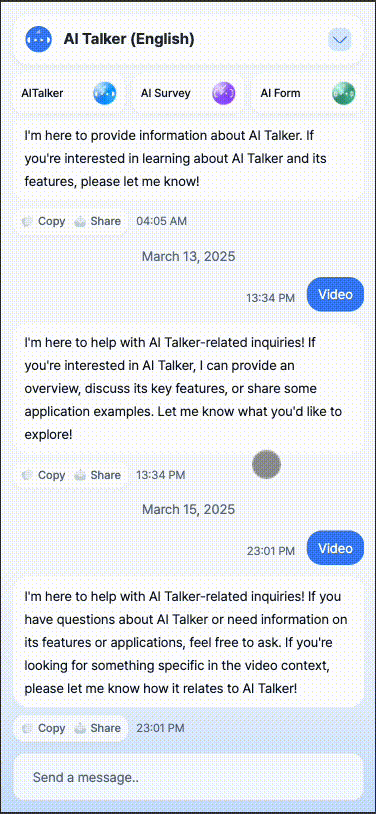 AI Talker (English)
AITalker AI Survey AI Form
I'm here to provide information about AI Talker. If
you're interested in learning about AI Talker and its
features, please let me know!
Copy Share 04:05 AM
March 13, 2025
13:34 PM Video
I'm here to help with AI Talker-related inquiries! If
you're interested in AI Talker, I can provide an
overview, discuss its key features, or share some
application examples. Let me know what you'd like to
explore!
Copy Share 13:34 PM
March 15, 2025
23:01 PM Video
I'm here to help with AI Talker-related inquiries! If you
have questions about AI Talker or need information on
its features or applications, feel free to ask. If you're
looking for something specific in the video context,
please let me know how it relates to AI Talker!
Copy Share 23:01 PM
Send a message..